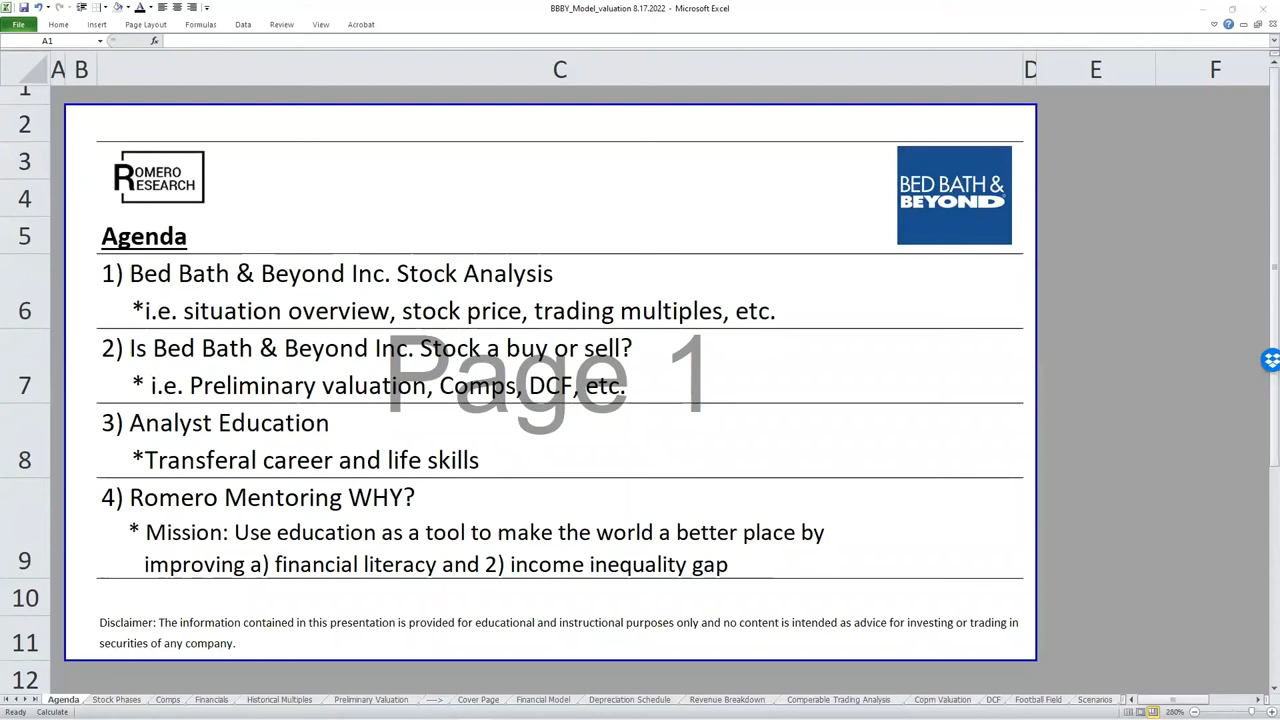 BBBY_Model_valuation 8.17.2022 - Microsoft Excel
File Home Insert Page Layout Formulas Data Review View Acrobat
A1 fx
A B C D E F
1
2
3
4
5
6
7
8
9
10
11
12
ROMERO
RESEARCH
BED BATH &
BEYOND
Agenda
1) Bed Bath & Beyond Inc. Stock Analysis
*i.e. situation overview, stock price, trading multiples, etc.
2) Is Bed Bath & Beyond Inc. Stock a buy or sell?
* i.e. Preliminary valuation, Comps, DCF, etc.
Page 1
3) Analyst Education
*Transferal career and life skills
4) Romero Mentoring WHY?
* Mission: Use education as a tool to make the world a better place by
improving a) financial literacy and 2) income inequality gap
Disclaimer: The information contained in this presentation is provided for educational and instructional purposes only and no content is intended as advice for investing or trading in
securities of any company.
Agenda Stock Phases Comps Financials Historical Multiples Preliminary Valuation ----> Cover Page Financial Model Depreciation Schedule Revenue Breakdown Comperable Trading Analysis Copm Valuation DCF Football Field Scenarios
Ready Calculate 280%